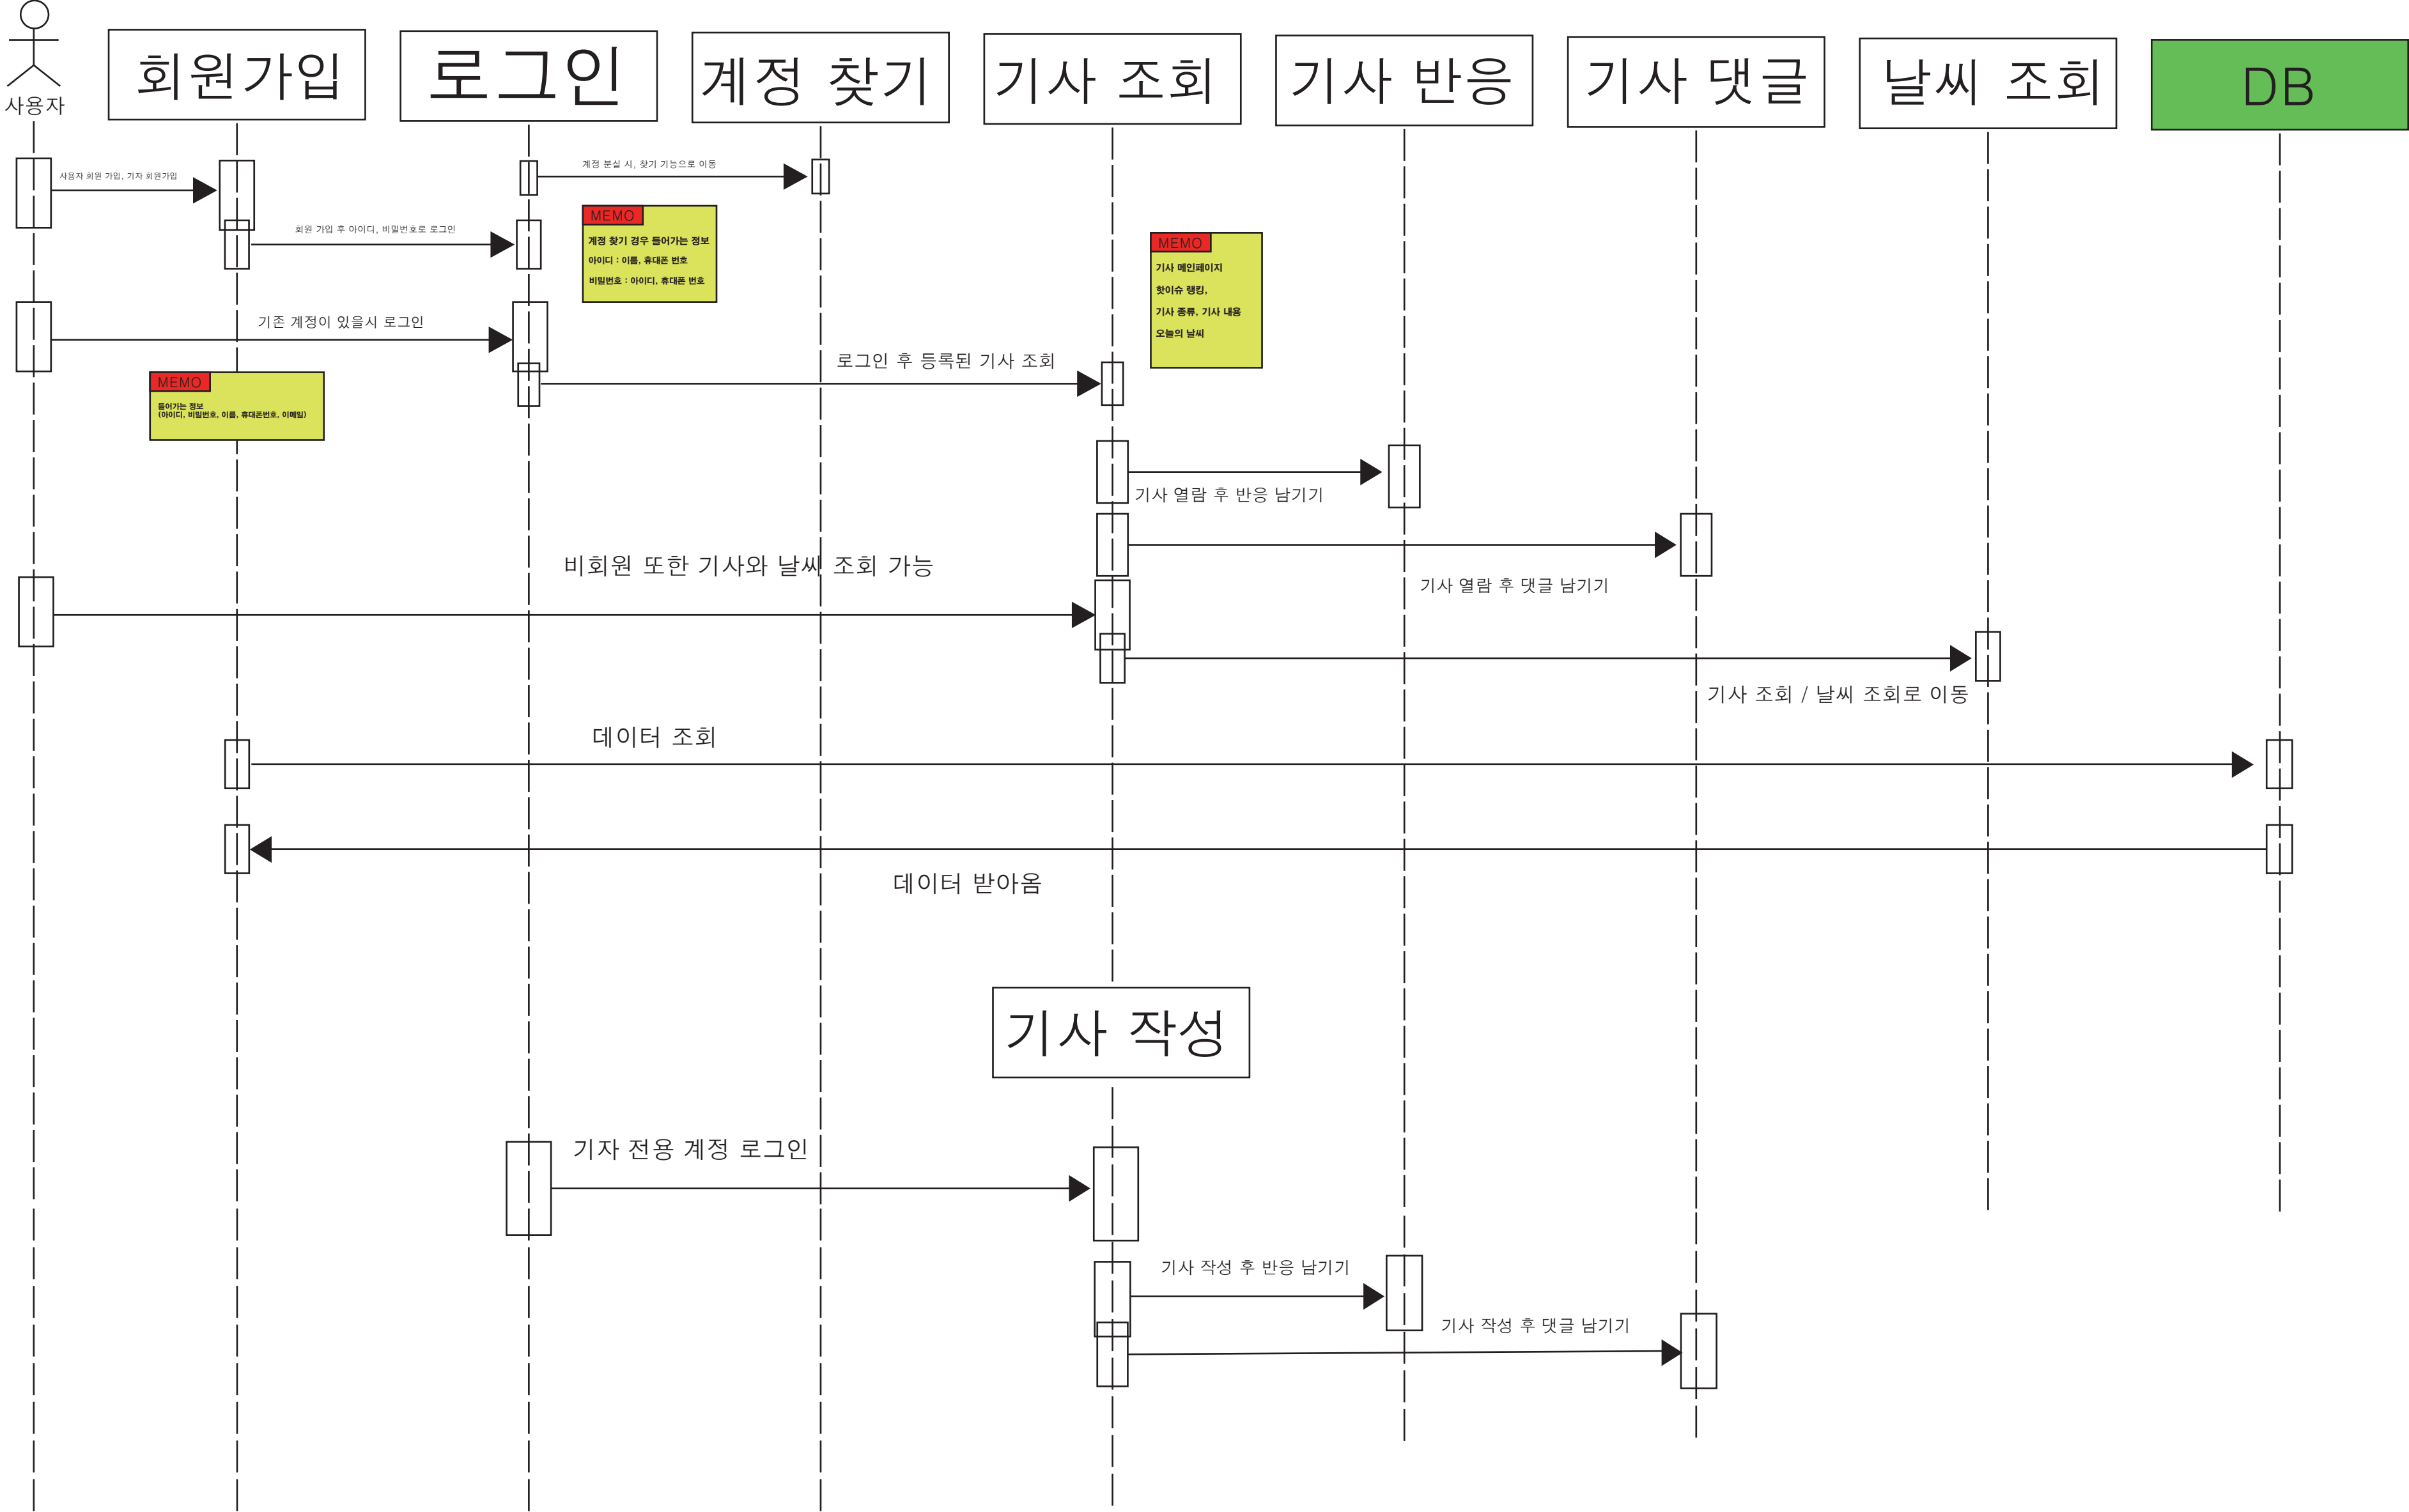 사용자
회원가입
로그인
계정 찾기
기사 조회
기사 반응
기사 댓글
날씨 조회
DB
사용자 회원 가입, 기자 회원가입
계정 분실 시, 찾기 기능으로 이동
회원 가입 후 아이디, 비밀번호로 로그인
MEMO
계정 찾기 경우 들어가는 정보
아이디 : 이름, 휴대폰 번호
비밀번호 : 아이디, 휴대폰 번호
MEMO
기사 메인페이지
핫이슈 랭킹,
기사 종류, 기사 내용
오늘의 날씨
기존 계정이 있을시 로그인
로그인 후 등록된 기사 조회
MEMO
들어가는 정보
(아이디, 비밀번호, 이름, 휴대폰번호, 이메일)
기사 열람 후 반응 남기기
비회원 또한 기사와 날씨 조회 가능
기사 열람 후 댓글 남기기
기사 조회 / 날씨 조회로 이동
데이터 조회
데이터 받아옴
기사 작성
기자 전용 계정 로그인
기사 작성 후 반응 남기기
기사 작성 후 댓글 남기기